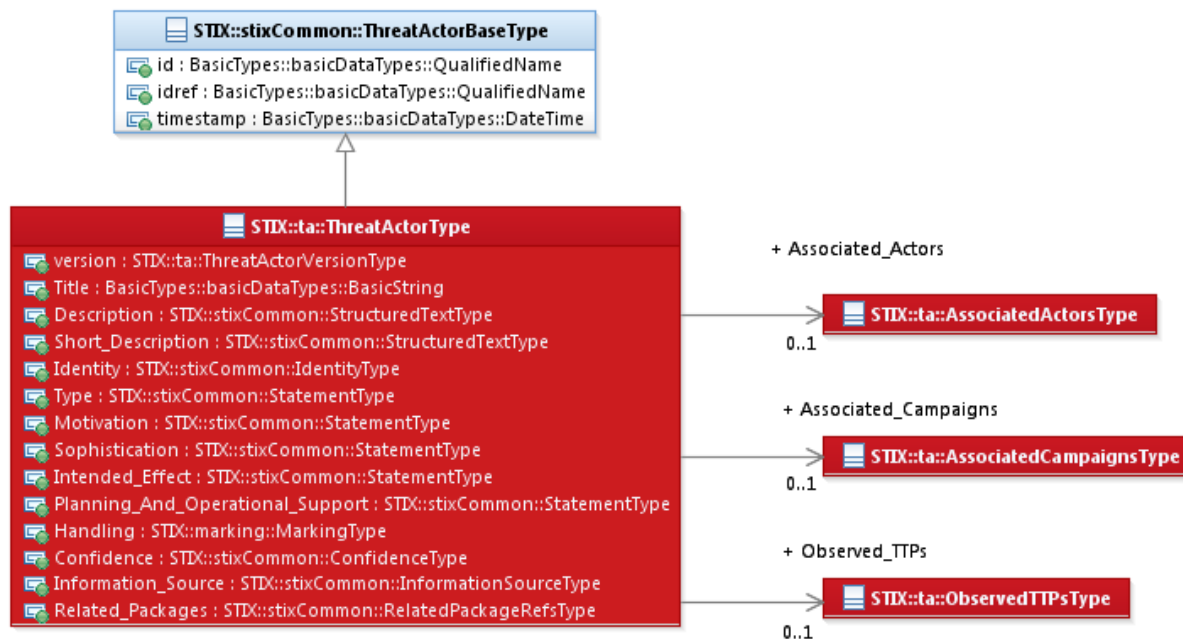 STIX::stixCommon::ThreatActorBaseType
id : BasicTypes::basicDataTypes::QualifiedName
idref : BasicTypes::basicDataTypes::QualifiedName
timestamp : BasicTypes::basicDataTypes::DateTime
STIX::ta::ThreatActorType
version : STIX::ta::ThreatActorVersionType
Title : BasicTypes::basicDataTypes::BasicString
Description : STIX::stixCommon::StructuredTextType
Short_Description : STIX::stixCommon::StructuredTextType
Identity : STIX::stixCommon::IdentityType
Type : STIX::stixCommon::StatementType
Motivation : STIX::stixCommon::StatementType
Sophistication : STIX::stixCommon::StatementType
Intended_Effect : STIX::stixCommon::StatementType
Planning_And_Operational_Support : STIX::stixCommon::StatementType
Handling : STIX::marking::MarkingType
Confidence : STIX::stixCommon::ConfidenceType
Information_Source : STIX::stixCommon::InformationSourceType
Related_Packages : STIX::stixCommon::RelatedPackageRefsType
+ Associated_Actors
STIX::ta::AssociatedActorsType
0..1
+ Associated_Campaigns
STIX::ta::AssociatedCampaignsType
0..1
+ Observed_TTPs
STIX::ta::ObservedTTPsType
0..1